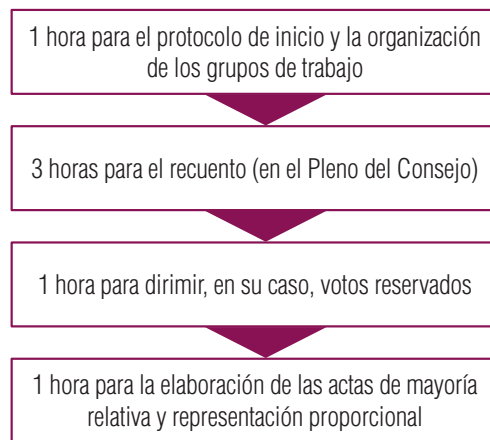 1 hora para el protocolo de inicio y la organización
de los grupos de trabajo
3 horas para el recuento (en el Pleno del Consejo)
1 hora para dirimir, en su caso, votos reservados
1 hora para la elaboración de las actas de mayoría
relativa y representación proporcional